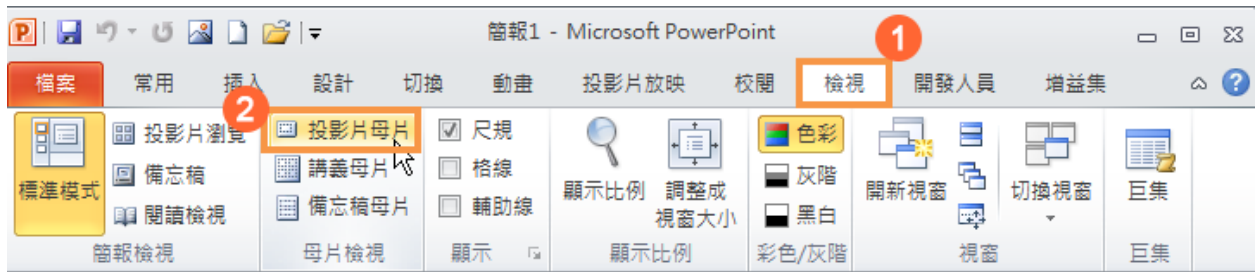 簡報1 - Microsoft PowerPoint
1
檔案 常用 插入 設計 切換 動畫 投影片放映 校閱 檢視 開發人員 增益集
2
標準模式
投影片瀏覽
備忘稿
閱讀檢視
簡報檢視
投影片母片
講義母片
備忘稿母片
母片檢視
尺規
格線
輔助線
顯示
顯示比例
調整成
視窗大小
顯示比例
色彩
灰階
黑白
彩色/灰階
開新視窗
切換視窗
視窗
巨集
巨集